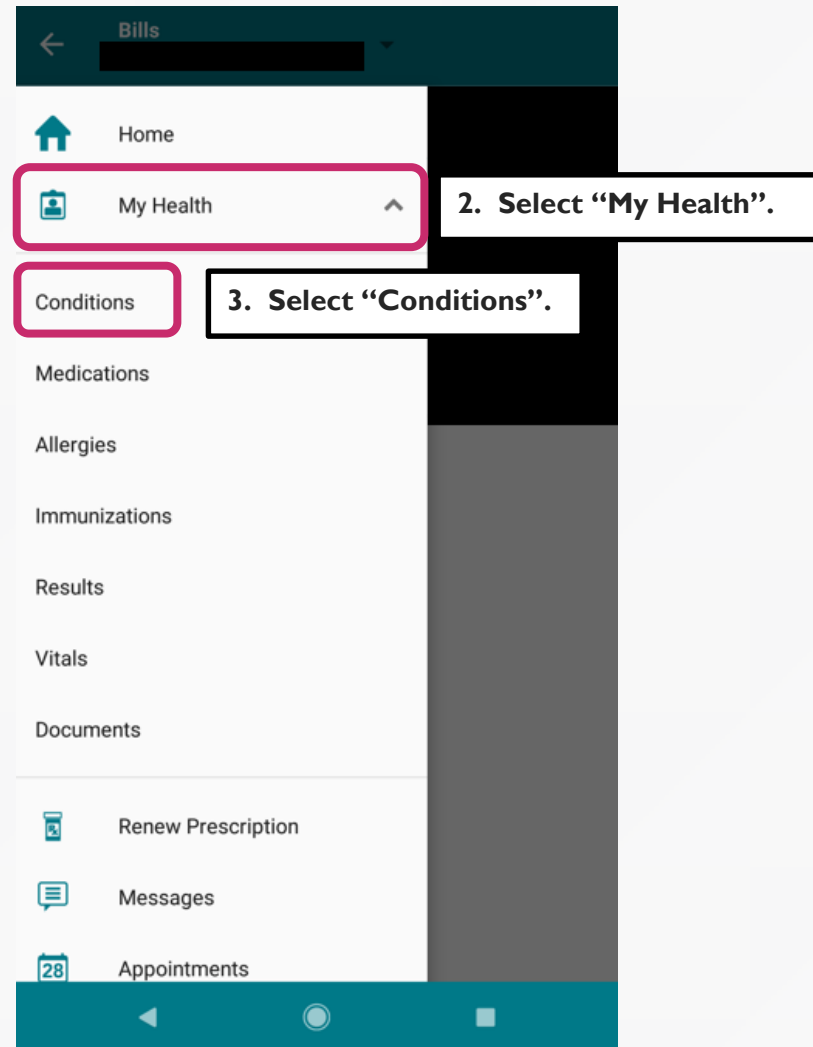 Bills
Home
My Health
2. Select “My Health”.
Conditions
3. Select “Conditions”.
Medications
Allergies
Immunizations
Results
Vitals
Documents
Renew Prescription
Messages
28 Appointments